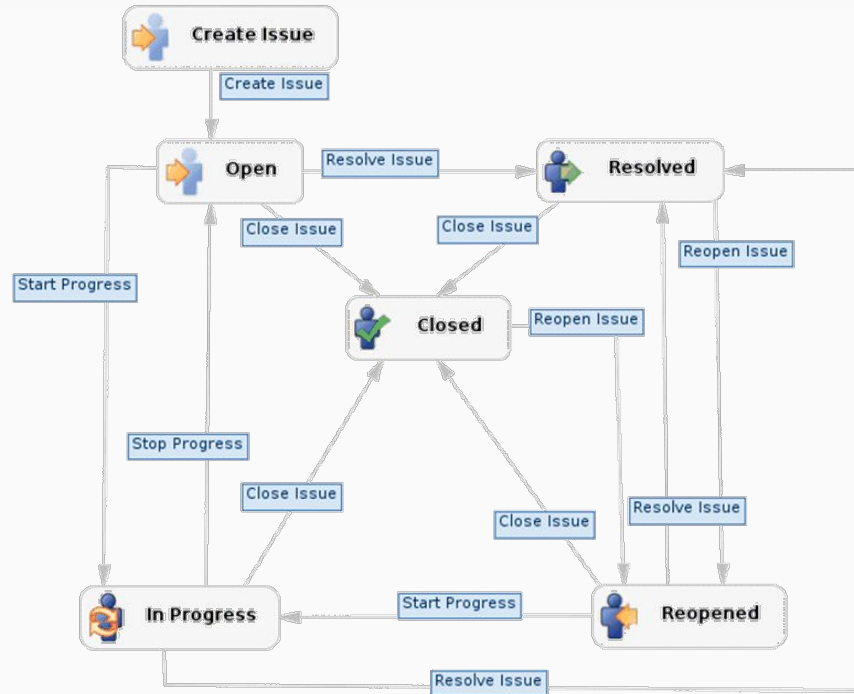 Create Issue
Create Issue
Open
Resolve Issue
Resolved
Close Issue
Close Issue
Reopen Issue
Start Progress
Closed
Reopen Issue
Stop Progress
Close Issue
Close Issue
Resolve Issue
In Progress
Start Progress
Reopened
Resolve Issue